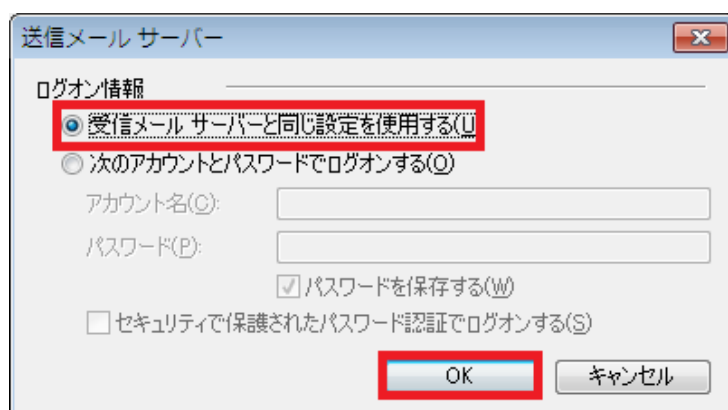 送信メール サーバー
ログオン情報
受信メール サーバーと同じ設定を使用する(U
次のアカウントとパスワードでログオンする(O)
アカウント名(C):
パスワード(P):
パスワードを保存する(W)
セキュリティで保護されたパスワード認証でログオンする(S)
OK キャンセル